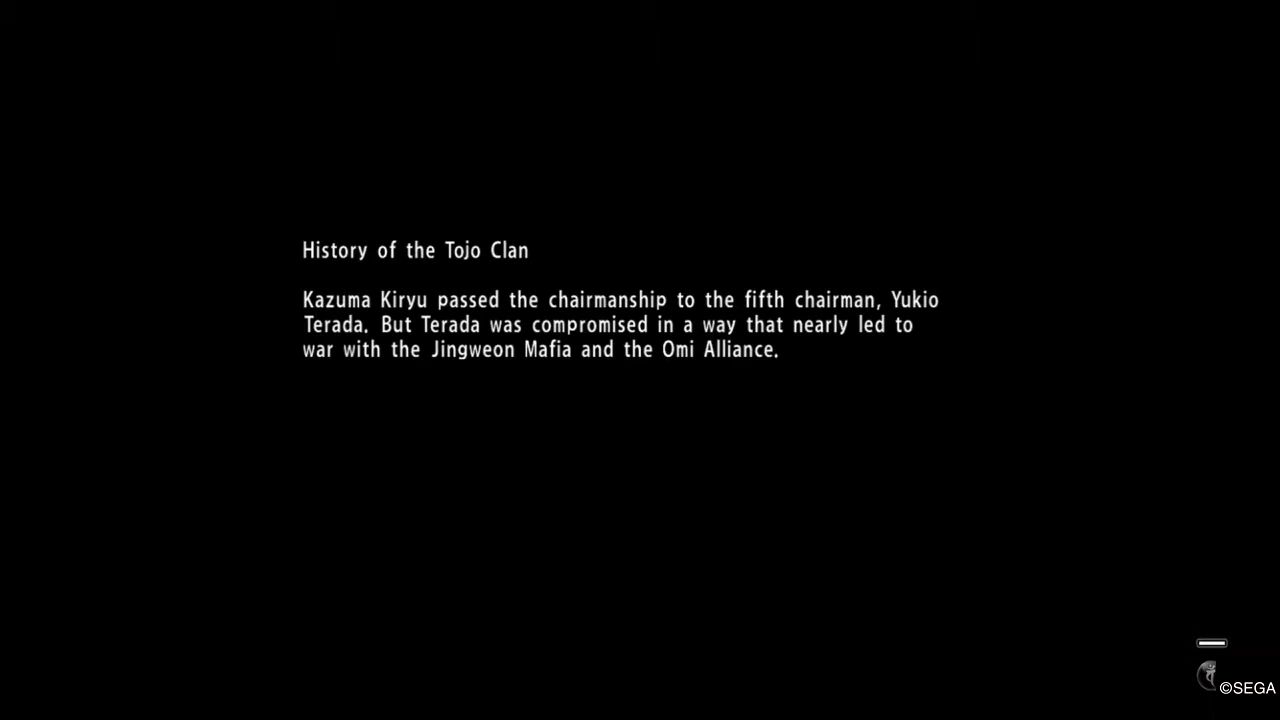 History of the Tojo Clan
Kazuma Kiryu passed the chairmanship to the fifth chairman, Yukio
Terada. But Terada was compromised in a way that nearly led to
war with the Jingweon Mafia and the Omi Alliance.
©SEGA